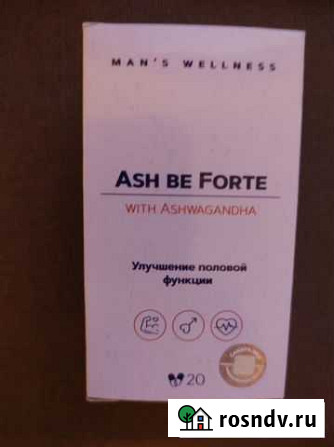 MAN'S WELLNESS
ASH BE FORTE
WITH ASHWAGANDHA
Улучшение половой
функции
20
rosndv.ru